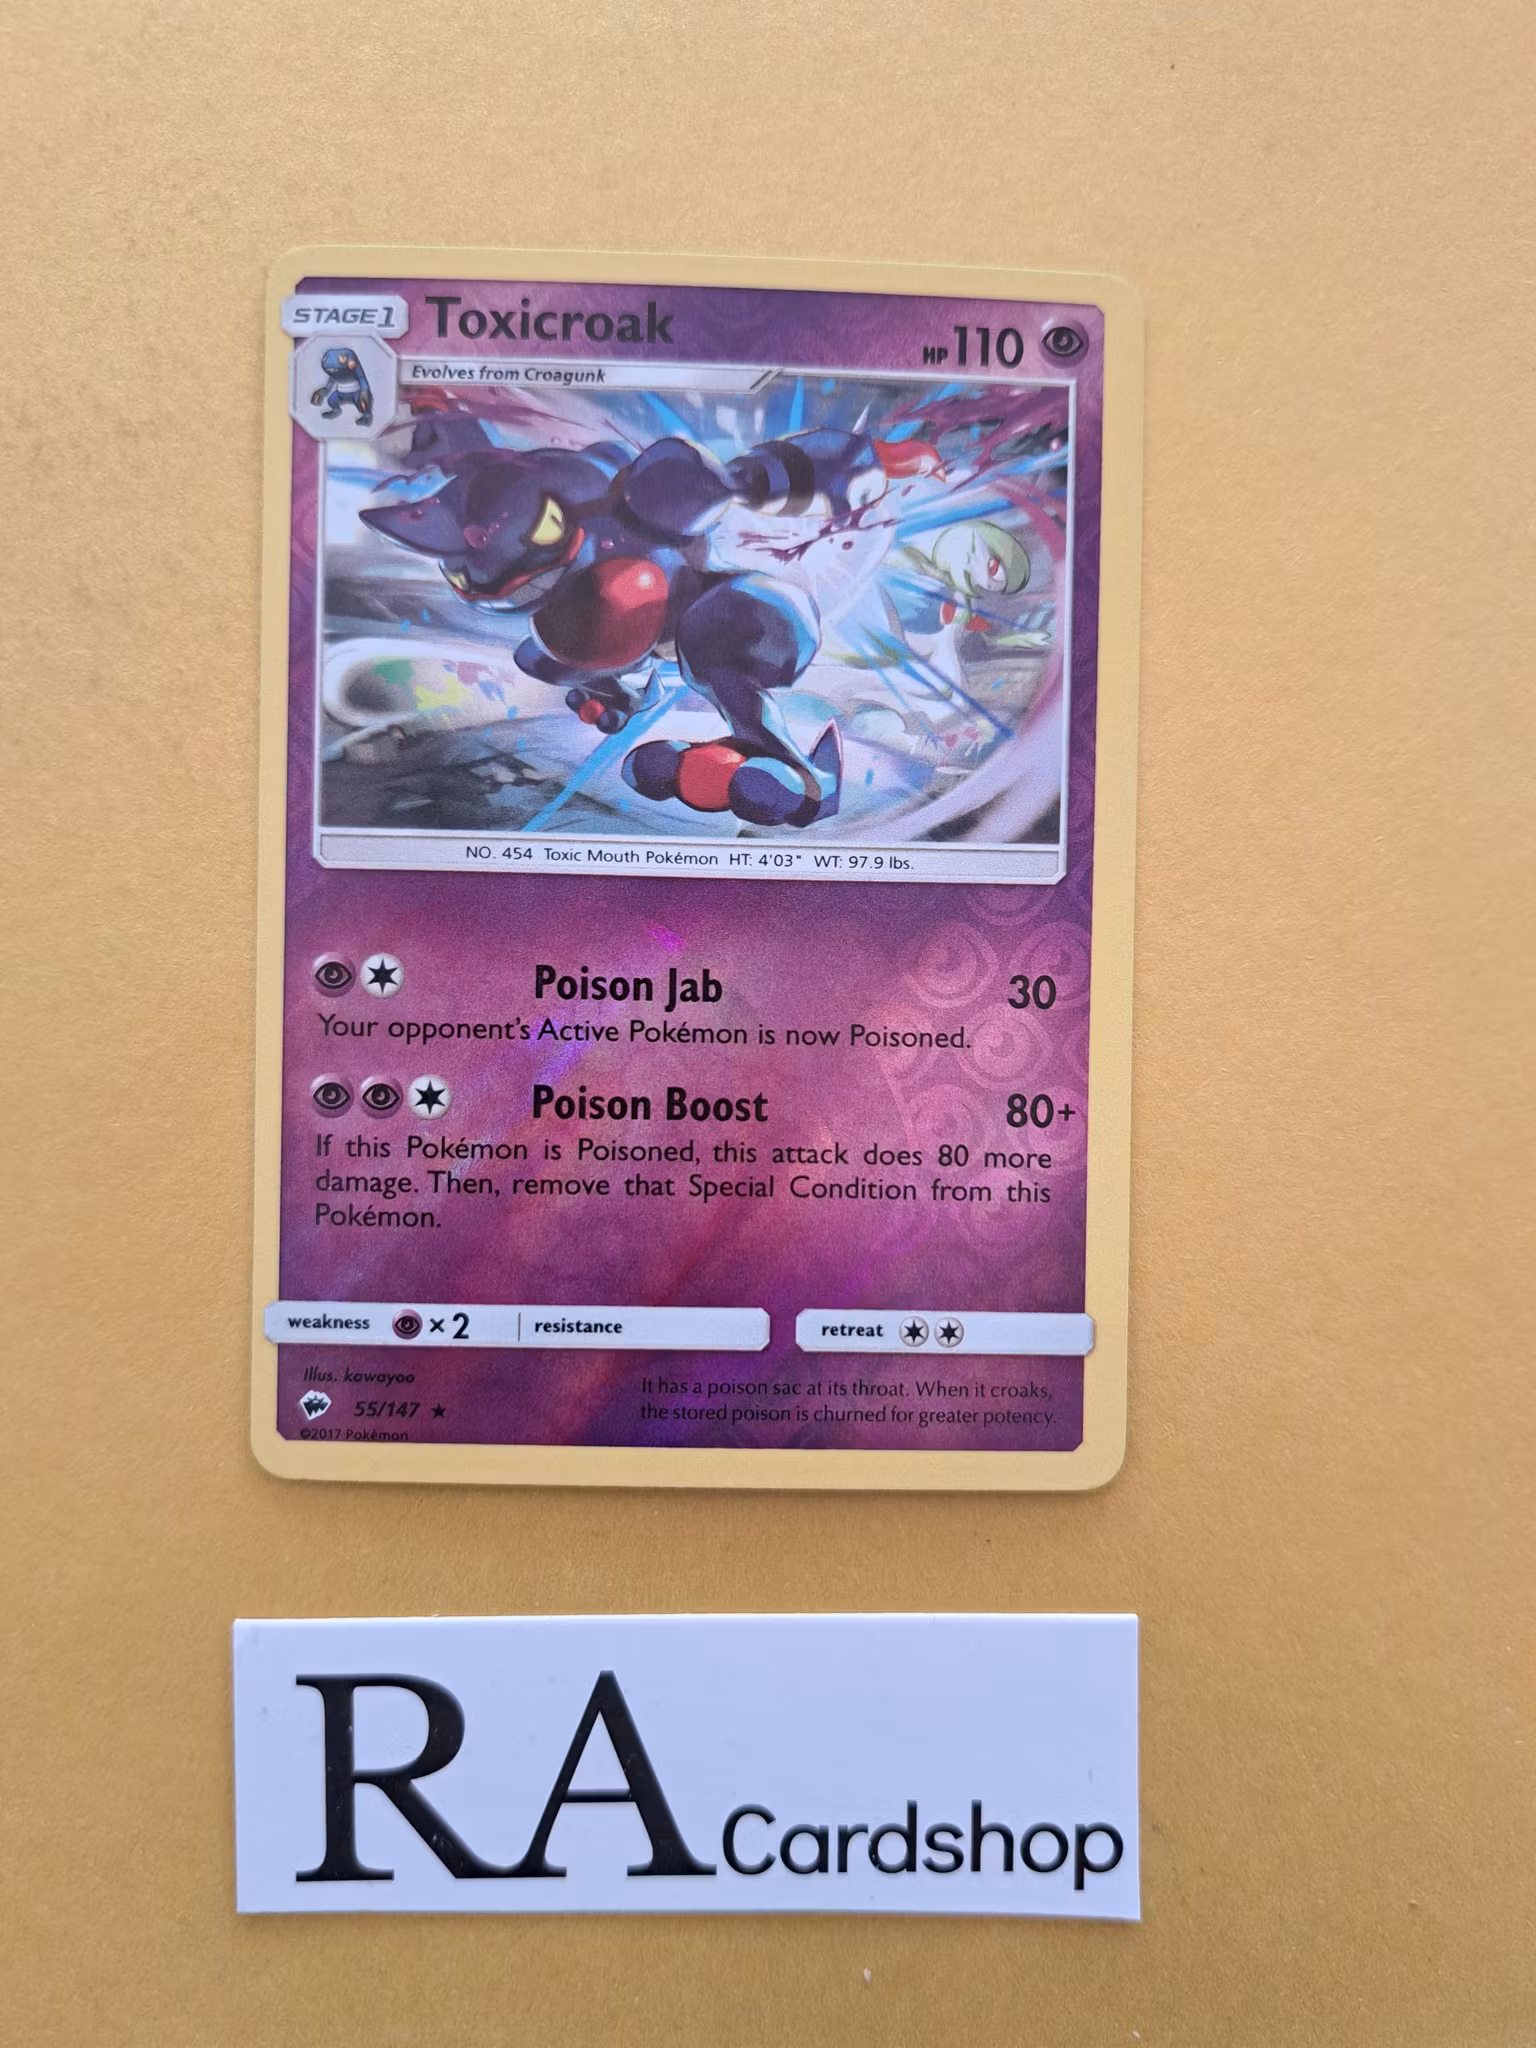 STAGE1
Toxicroak
HP110
Evolves from Croagunk
NO. 454 Toxic Mouth Pokémon HT: 4'03" WT: 97.9 lbs.
Poison Jab 30
Your opponent's Active Pokémon is now Poisoned.
Poison Boost 80+
If this Pokémon is Poisoned, this attack does 80 more
damage. Then, remove that Special Condition from this
Pokémon.
weakness ×2 resistance retreat
Illus. kawayoo
55/147 ★
©2017 Pokémon
It has a poison sac at its throat. When it croaks,
the stored poison is churned for greater potency.
RA Cardshop